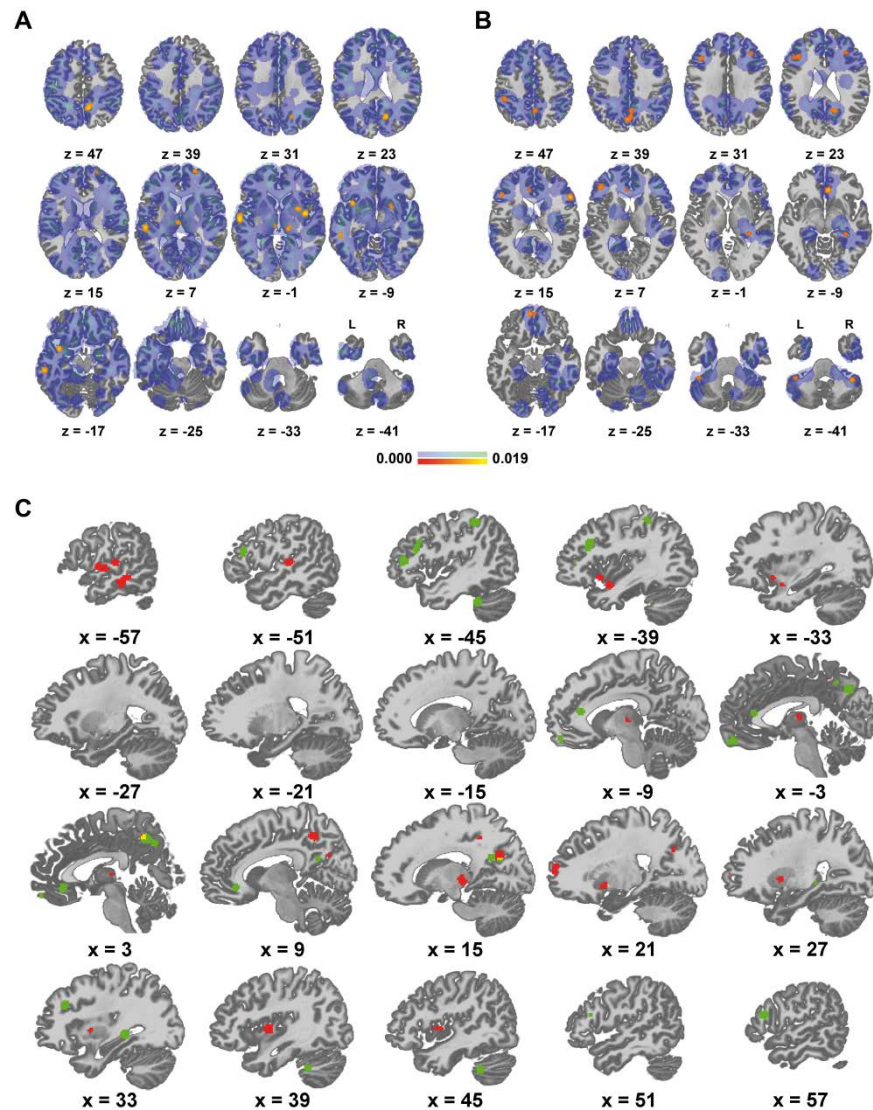 A B
z = 47 z = 39 z = 31 z = 23 z = 47 z = 39 z = 31 z = 23
z = 15 z = 7 z = -1 z = -9 z = 15 z = 7 z = -1 z = -9
L R L R
z = -17 z = -25 z = -33 z = -41 z = -17 z = -25 z = -33 z = -41
0.000 0.019
C
x = -57 x = -51 x = -45 x = -39 x = -33
x = -27 x = -21 x = -15 x = -9 x = -3
x = 3 x = 9 x = 15 x = 21 x = 27
x = 33 x = 39 x = 45 x = 51 x = 57